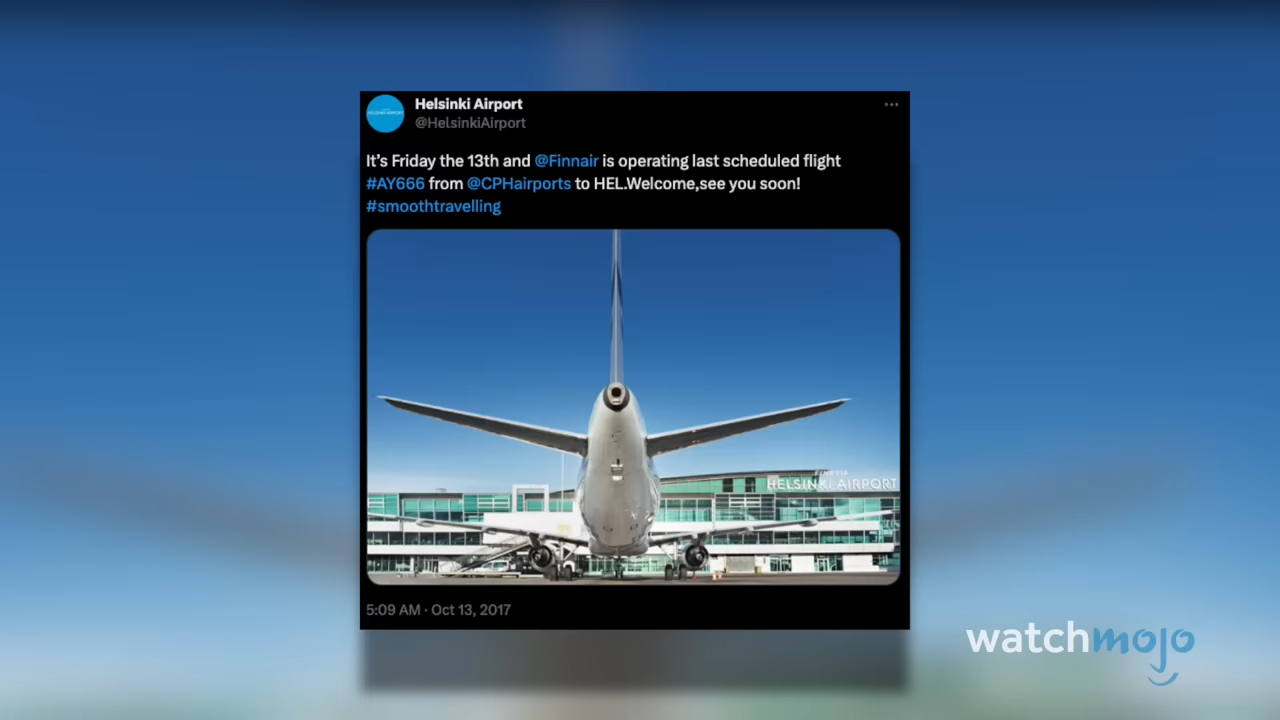 Helsinki Airport
@HelsinkiAirport
It's Friday the 13th and @Finnair is operating last scheduled flight
#AY666 from @CPHairports to HEL.Welcome,see you soon!
#smoothtravelling
HELSINKI AIRPORT
5:09 AM · Oct 13, 2017
watchmojo